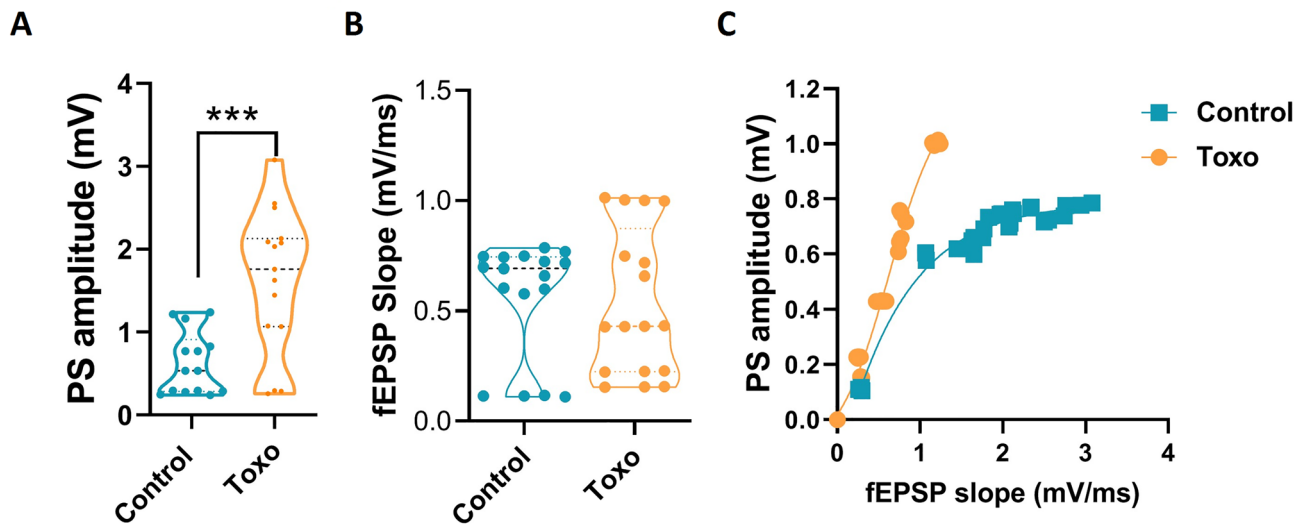 A
PS amplitude (mV)
4
3
2
1
0
***
Control
Toxo
B
fEPSP Slope (mV/ms)
1.5
1.0
0.5
0.0
Control
Toxo
C
PS amplitude (mV)
1.2
1.0
0.8
0.6
0.4
0.2
0.0
0
1
2
3
4
fEPSP slope (mV/ms)
Control
Toxo